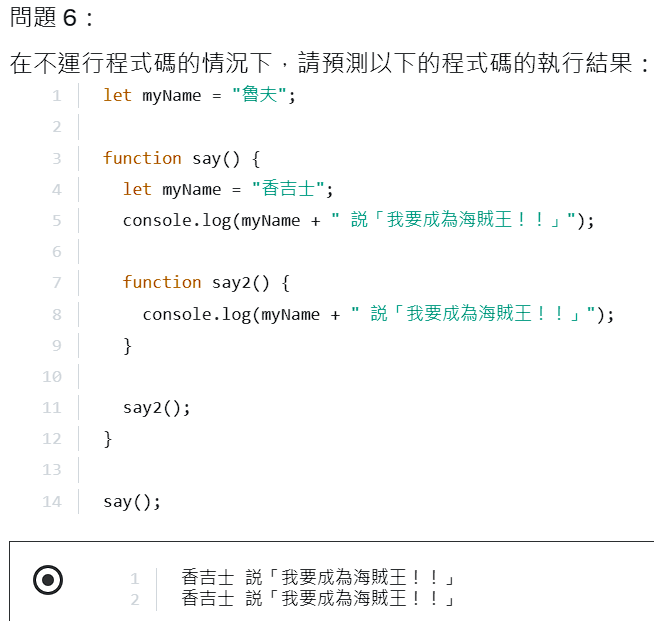 問題 6：
在不運行程式碼的情況下，請預測以下的程式碼的執行結果：
1 let myName = "魯夫";
2
3 function say() {
4 let myName = "香吉士";
5 console.log(myName + " 説「我要成為海賊王！！」");
6
7 function say2() {
8 console.log(myName + " 説「我要成為海賊王！！」");
9 }
10
11 say2();
12 }
13
14 say();
1 香吉士 説「我要成為海賊王！！」
2 香吉士 説「我要成為海賊王！！」